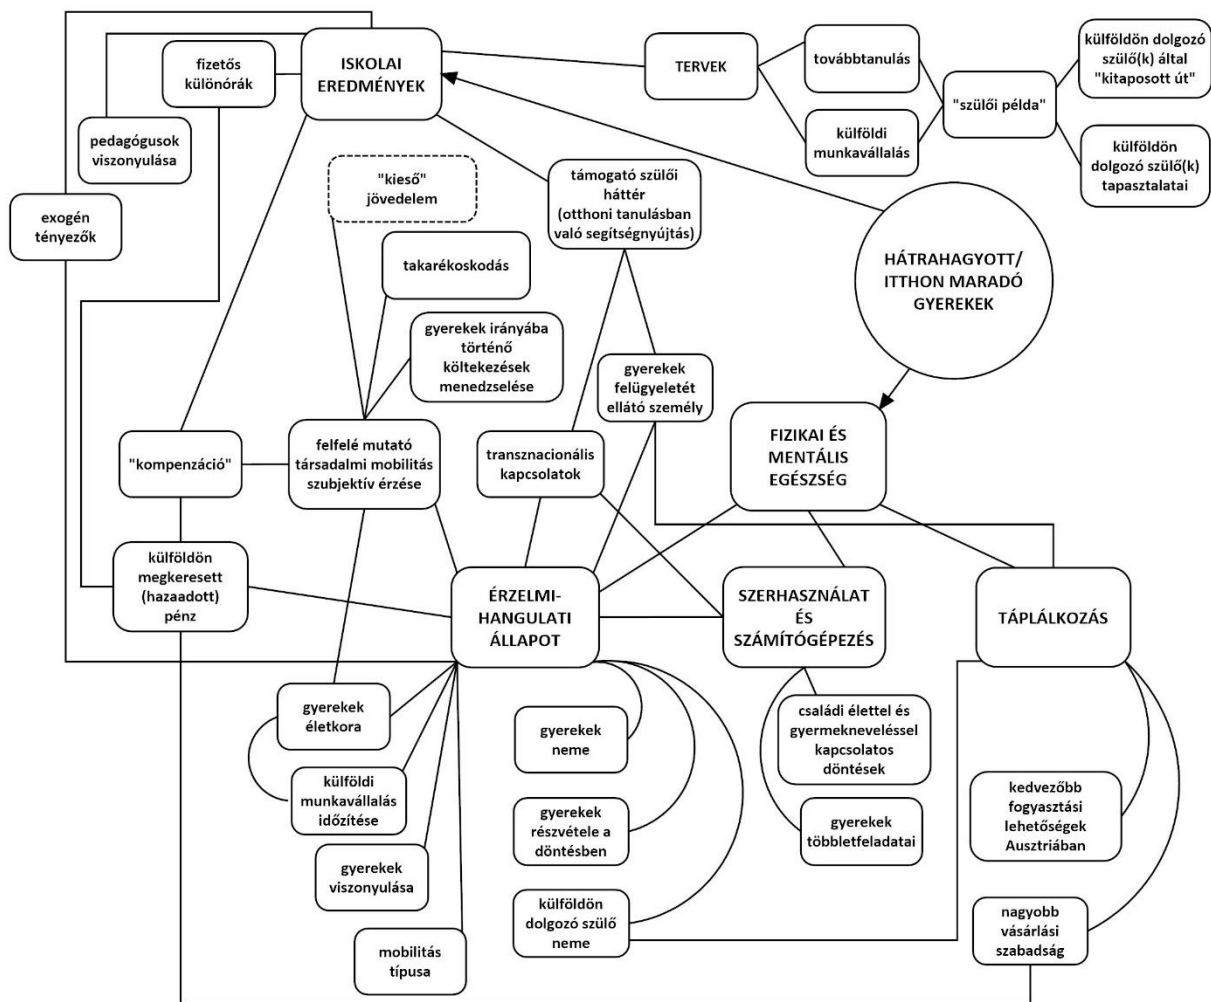 ISKOLAI
EREDMÉNYEK
fizetős
különórák
pedagógusok
viszonyulása
exogén
tényezők
TERVEK
továbbtanulás
külföldi
munkavállalás
"szülői példa"
külföldön dolgozó
szülő(k) által
"kitaposott út"
külföldön
dolgozó szülő(k)
tapasztalatai
"kieső"
jövedelem
támogató szülői
háttér
(otthoni tanulásban
való segítségnyújtás)
takarékoskodás
HÁTRAHAGYOTT/
ITTHON MARADÓ
GYEREKEK
gyerekek irányába
történő
költekezések
menedzselése
gyerekek
felügyeletét
ellátó személy
"kompenzáció"
felfelé mutató
társadalmi mobilitás
szubjektív érzése
transznacionális
kapcsolatok
FIZIKAI ÉS
MENTÁLIS
EGÉSZSÉG
külföldön
megkeresett
(hazaadott)
pénz
ÉRZELMI-
HANGULATI
ÁLLAPOT
SZERHASZNÁLAT
ÉS
SZÁMÍTÓGÉPEZÉS
TÁPLÁLKOZÁS
gyerekek
életkora
külföldi
munkavállalás
időzítése
gyerekek
viszonyulása
mobilitás
típusa
gyerekek
neme
gyerekek
részvétele a
döntésben
külföldön
dolgozó szülő
neme
családi élettel és
gyermekneveléssel
kapcsolatos
döntések
gyerekek
többletfeladatai
kedvezőbb
fogyasztási
lehetőségek
Ausztriában
nagyobb
vásárlási
szabadság